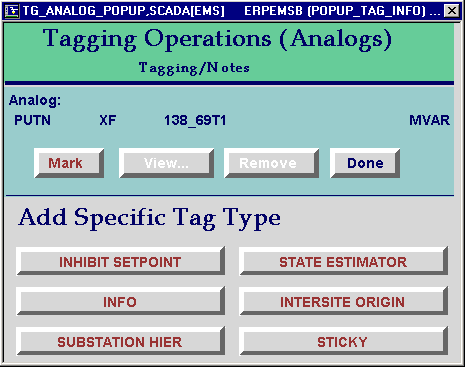 TG_ANALOG_POPUP,SCADA[EMS] ERPEMSB (POPUP_TAG_INFO) ...
Tagging Operations (Analogs)
Tagging/Notes
Analog:
PUTN XF 138_69T1 MVAR
Mark View... Remove Done
Add Specific Tag Type
INHIBIT SETPOINT STATE ESTIMATOR
INFO INTERSITE ORIGIN
SUBSTATION HIER STICKY